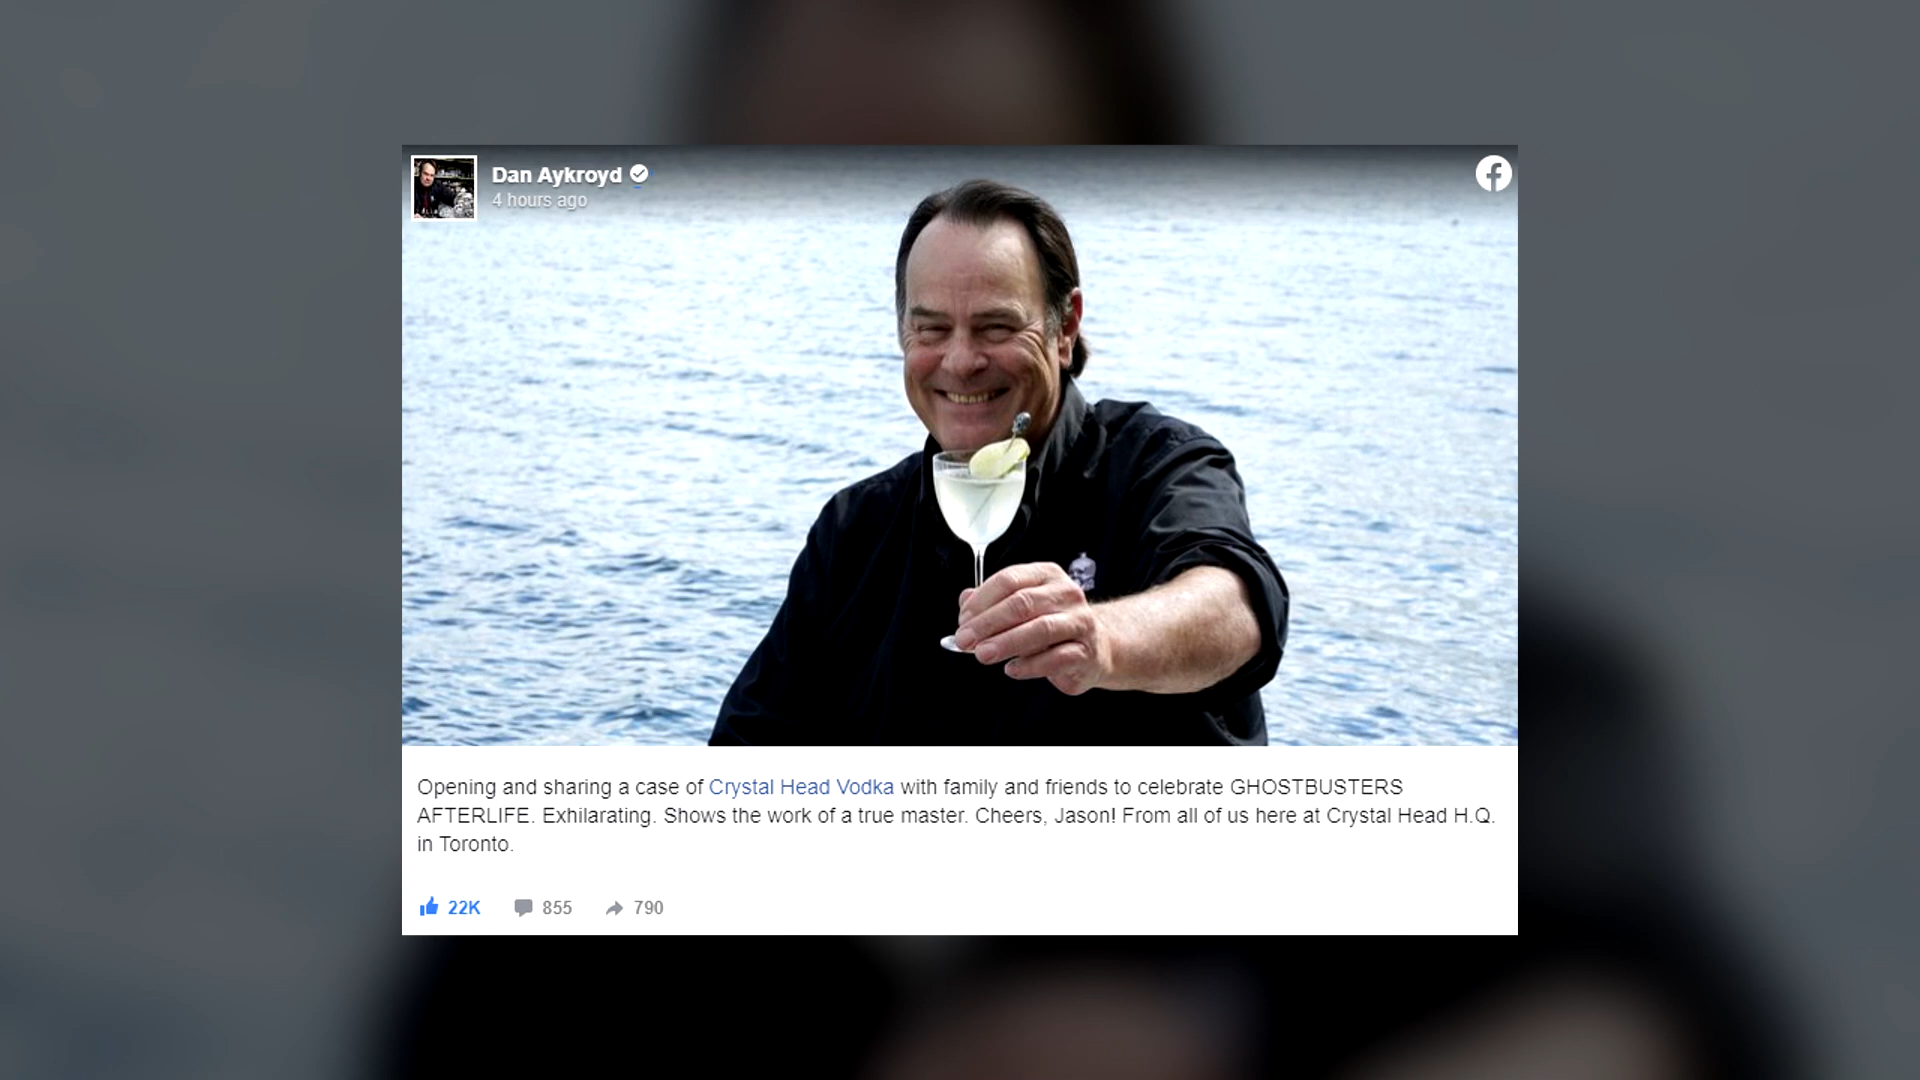 Dan Aykroyd
4 hours ago
Opening and sharing a case of Crystal Head Vodka with family and friends to celebrate GHOSTBUSTERS
AFTERLIFE. Exhilarating. Shows the work of a true master. Cheers, Jason! From all of us here at Crystal Head H.Q.
in Toronto.
22K 855 790